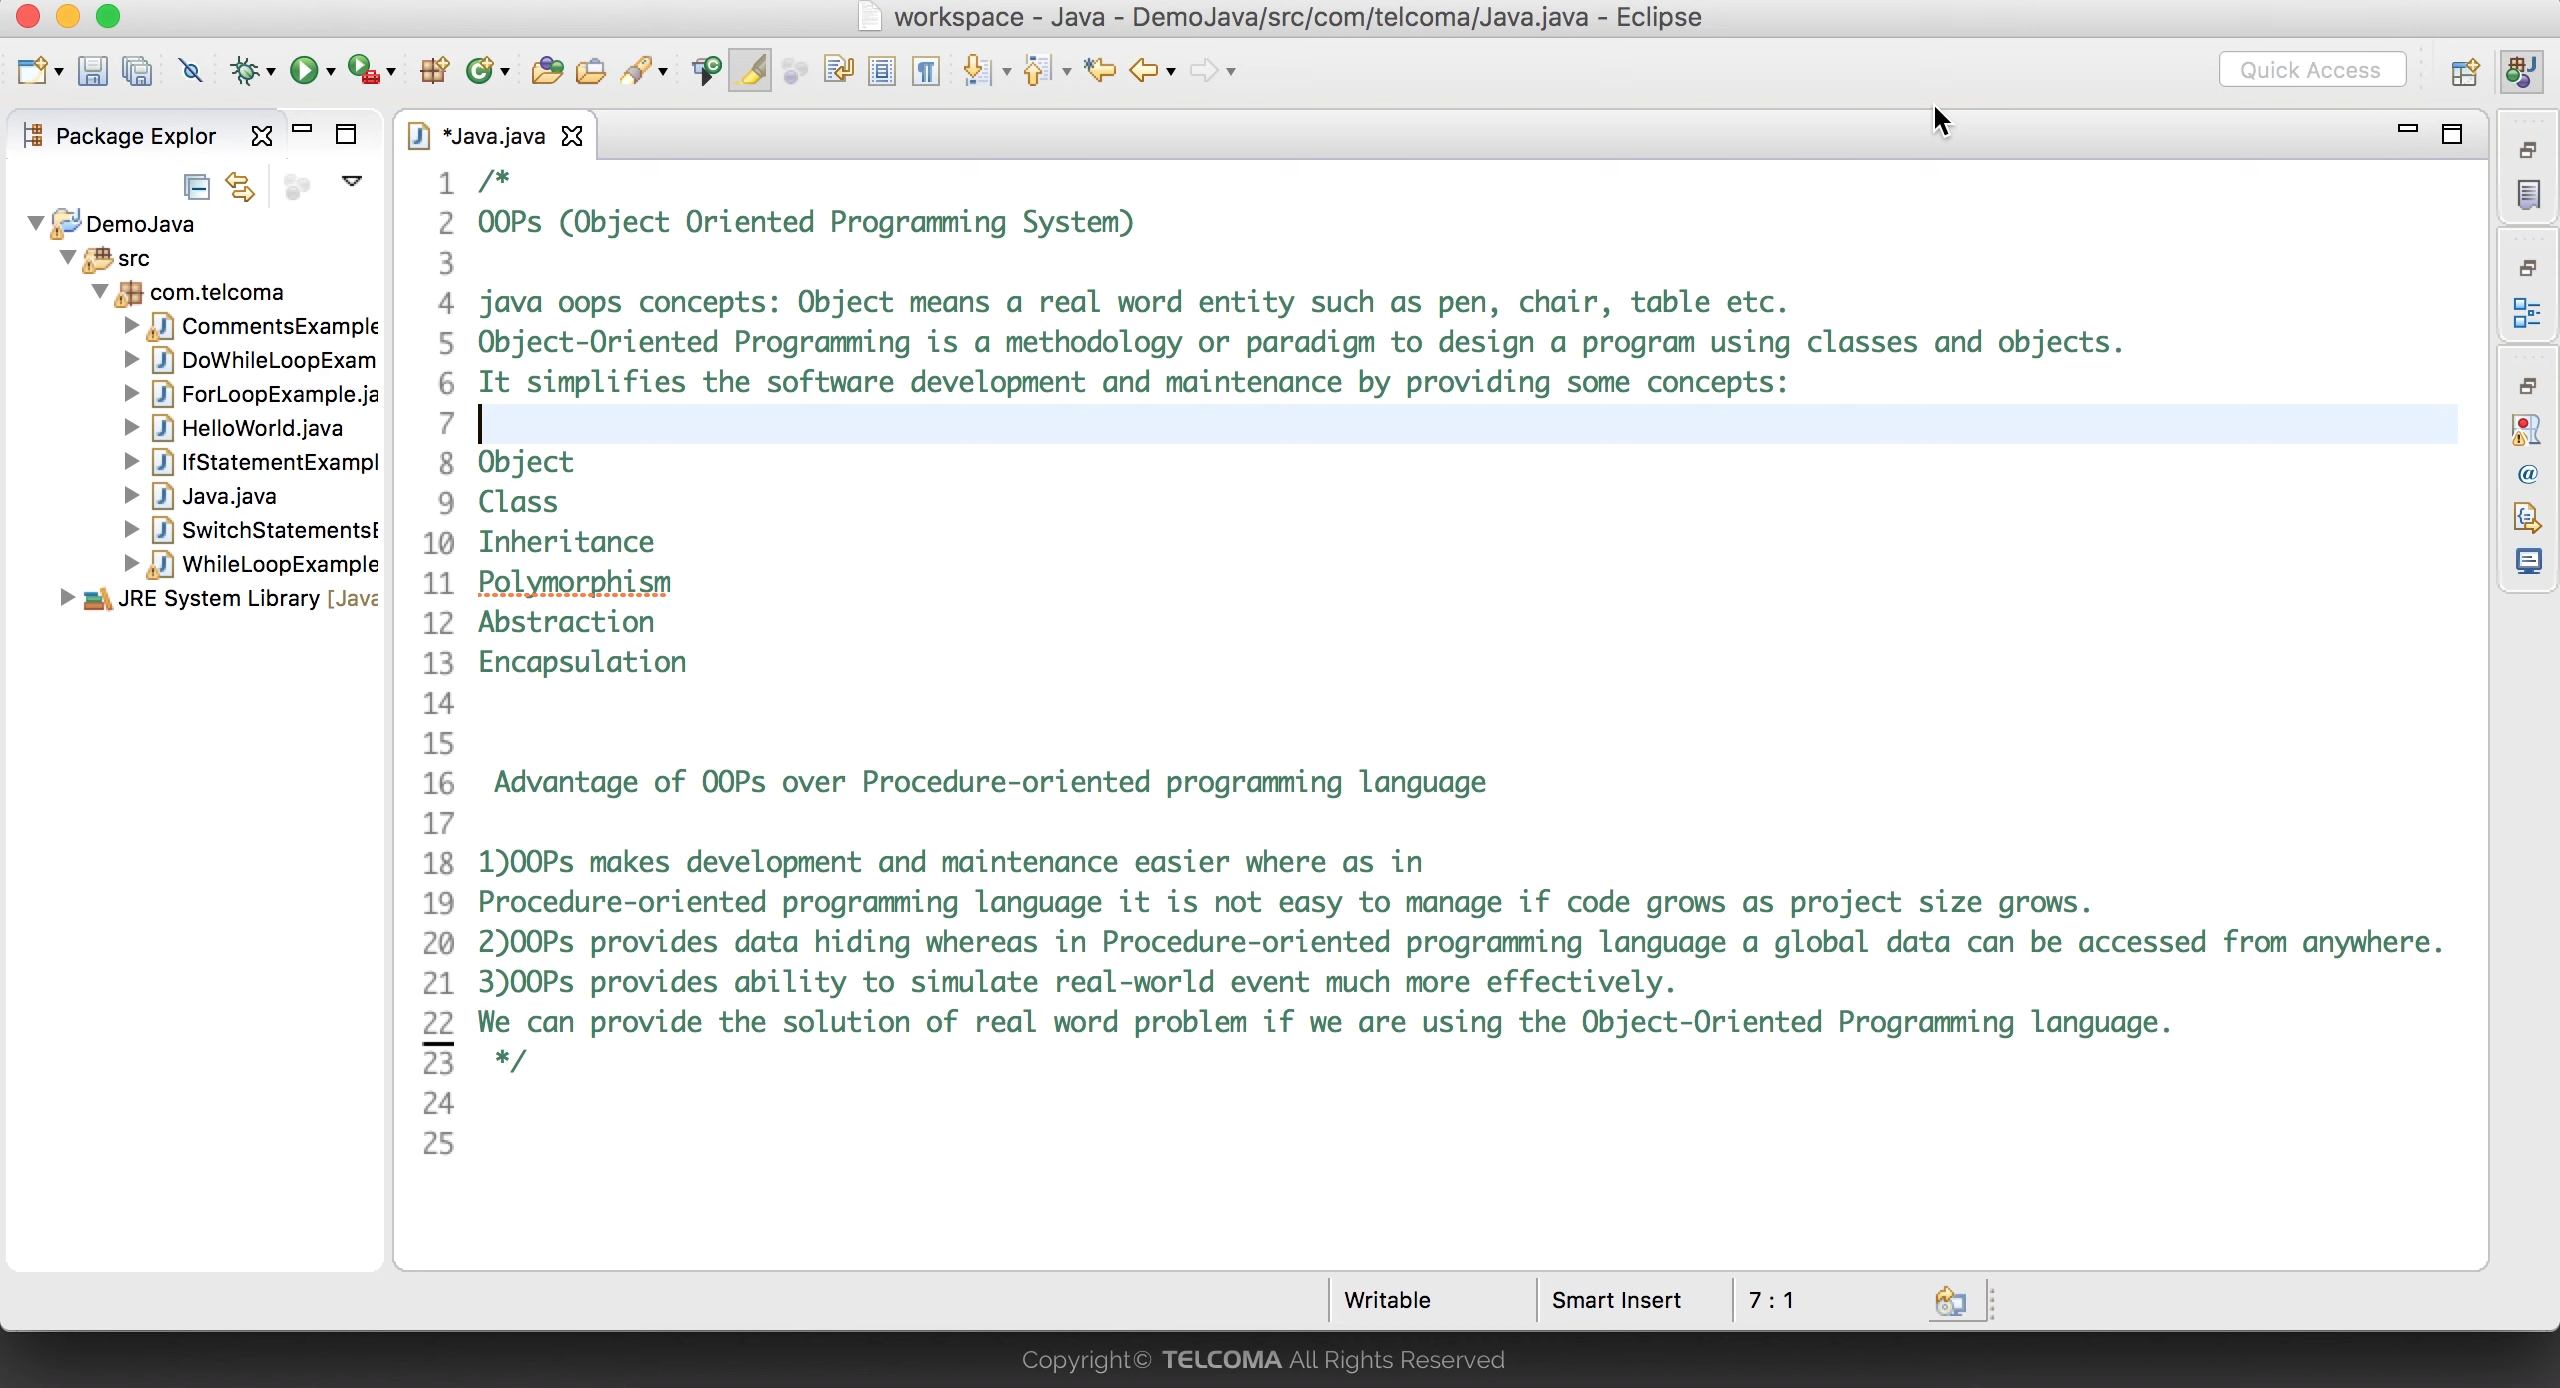 workspace - Java - DemoJava/src/com/telcoma/Java.java - Eclipse
Quick Access
Package Explor
*Java.java
DemoJava
src
com.telcoma
CommentsExample
DoWhileLoopExam
ForLoopExample.ja
HelloWorld.java
IfStatementExampl
Java.java
SwitchStatementsE
WhileLoopExample
JRE System Library [Java
1 /*
2 OOPs (Object Oriented Programming System)
3
4 java oops concepts: Object means a real word entity such as pen, chair, table etc.
5 Object-Oriented Programming is a methodology or paradigm to design a program using classes and objects.
6 It simplifies the software development and maintenance by providing some concepts:
7
8 Object
9 Class
10 Inheritance
11 Polymorphism
12 Abstraction
13 Encapsulation
14
15
16 Advantage of OOPs over Procedure-oriented programming language
17
18 1)OOPs makes development and maintenance easier where as in
19 Procedure-oriented programming language it is not easy to manage if code grows as project size grows.
20 2)OOPs provides data hiding whereas in Procedure-oriented programming language a global data can be accessed from anywhere.
21 3)OOPs provides ability to simulate real-world event much more effectively.
22 We can provide the solution of real word problem if we are using the Object-Oriented Programming language.
23 */
24
25
Writable Smart Insert 7 : 1
Copyright© TELCOMA All Rights Reserved